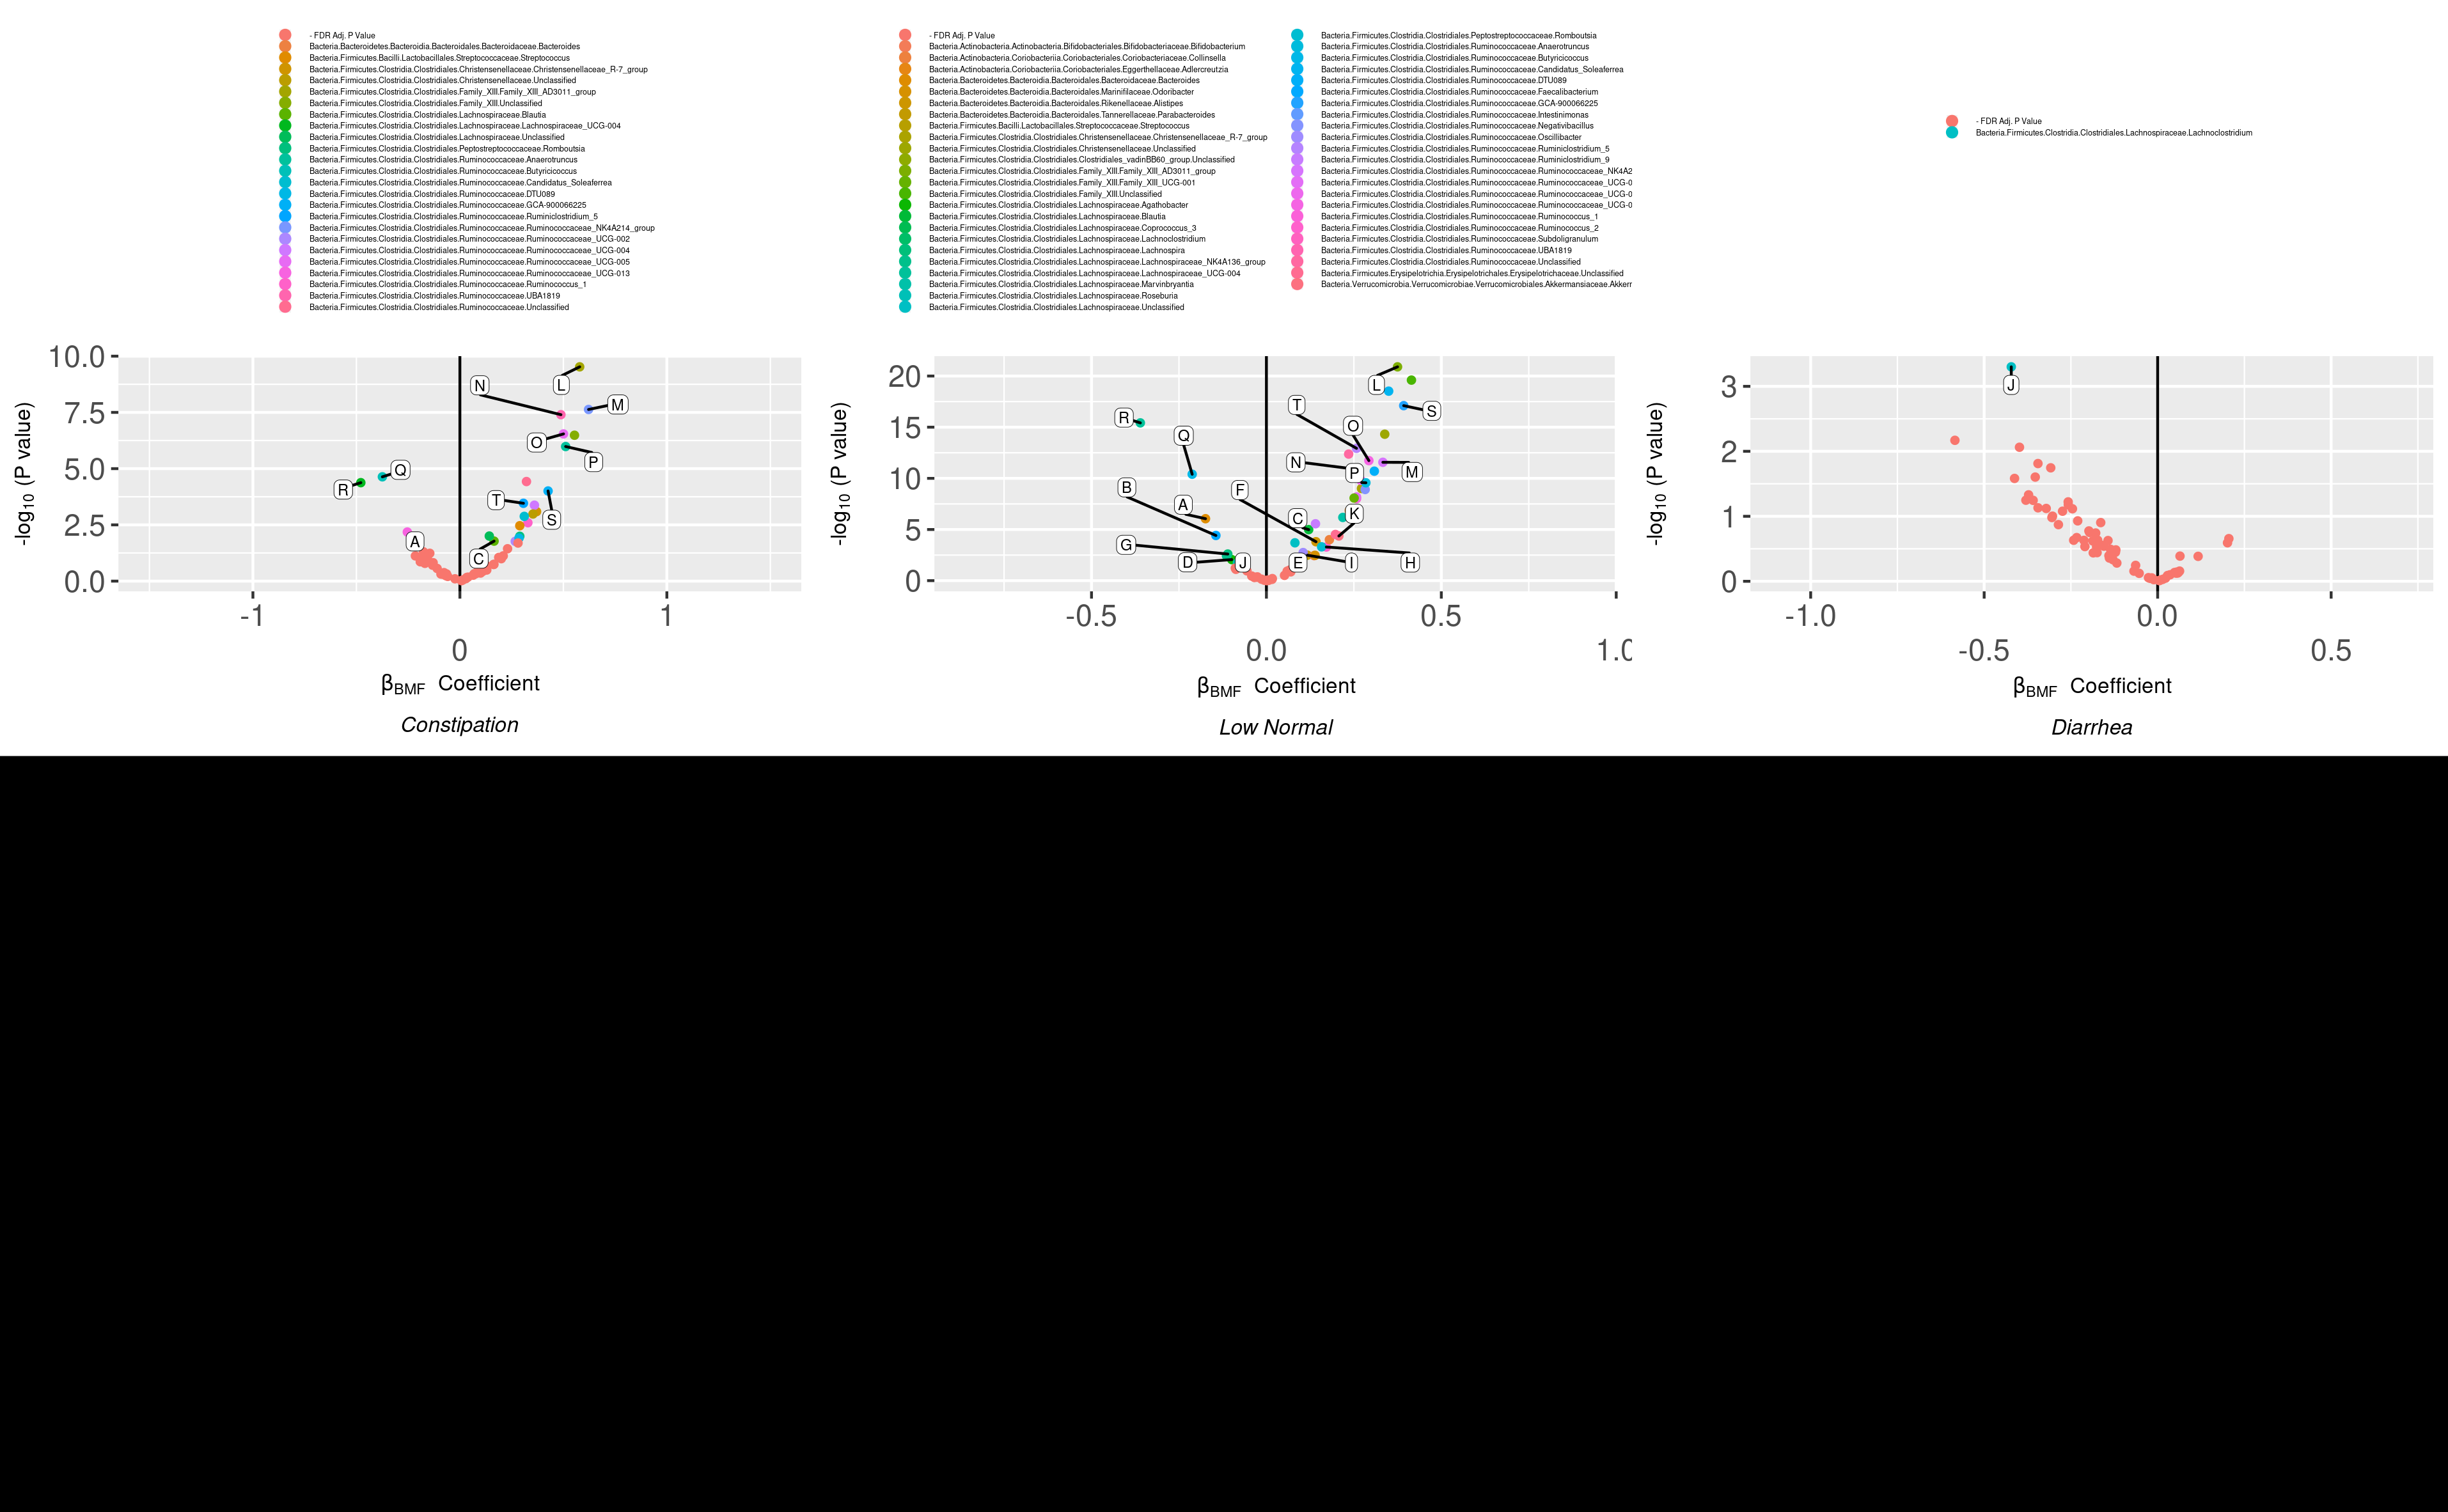 - FDR Adj. P Value
Bacteria.Bacteroidetes.Bacteroidia.Bacteroidales.Bacteroidaceae.Bacteroides
Bacteria.Firmicutes.Bacilli.Lactobacillales.Streptococcaceae.Streptococcus
Bacteria.Firmicutes.Clostridia.Clostridiales.Christensenellaceae.Christensenellaceae_R-7_group
Bacteria.Firmicutes.Clostridia.Clostridiales.Christensenellaceae.Unclassified
Bacteria.Firmicutes.Clostridia.Clostridiales.Family_XIII.Family_XIII_AD3011_group
Bacteria.Firmicutes.Clostridia.Clostridiales.Family_XIII.Unclassified
Bacteria.Firmicutes.Clostridia.Clostridiales.Lachnospiraceae.Blautia
Bacteria.Firmicutes.Clostridia.Clostridiales.Lachnospiraceae.Lachnospiraceae_UCG-004
Bacteria.Firmicutes.Clostridia.Clostridiales.Lachnospiraceae.Unclassified
Bacteria.Firmicutes.Clostridia.Clostridiales.Peptostreptococcaceae.Romboutsia
Bacteria.Firmicutes.Clostridia.Clostridiales.Ruminococcaceae.Anaerotruncus
Bacteria.Firmicutes.Clostridia.Clostridiales.Ruminococcaceae.Butyricicoccus
Bacteria.Firmicutes.Clostridia.Clostridiales.Ruminococcaceae.Candidatus_Soleaferrea
Bacteria.Firmicutes.Clostridia.Clostridiales.Ruminococcaceae.DTU089
Bacteria.Firmicutes.Clostridia.Clostridiales.Ruminococcaceae.GCA-900066225
Bacteria.Firmicutes.Clostridia.Clostridiales.Ruminococcaceae.Ruminiclostridium_5
Bacteria.Firmicutes.Clostridia.Clostridiales.Ruminococcaceae.Ruminococcaceae_NK4A214_group
Bacteria.Firmicutes.Clostridia.Clostridiales.Ruminococcaceae.Ruminococcaceae_UCG-002
Bacteria.Firmicutes.Clostridia.Clostridiales.Ruminococcaceae.Ruminococcaceae_UCG-004
Bacteria.Firmicutes.Clostridia.Clostridiales.Ruminococcaceae.Ruminococcaceae_UCG-005
Bacteria.Firmicutes.Clostridia.Clostridiales.Ruminococcaceae.Ruminococcaceae_UCG-013
Bacteria.Firmicutes.Clostridia.Clostridiales.Ruminococcaceae.Ruminococcus_1
Bacteria.Firmicutes.Clostridia.Clostridiales.Ruminococcaceae.UBA1819
Bacteria.Firmicutes.Clostridia.Clostridiales.Ruminococcaceae.Unclassified
10.0
7.5
5.0
2.5
0.0
-log10 (P value)
N
L
M
O
P
R
Q
T
S
A
C
-1
1
0
βBMF Coefficient
Constipation
- FDR Adj. P Value
Bacteria.Actinobacteria.Actinobacteria.Bifidobacteriales.Bifidobacteriaceae.Bifidobacterium
Bacteria.Actinobacteria.Coriobacteriia.Coriobacteriales.Coriobacteriaceae.Collinsella
Bacteria.Actinobacteria.Coriobacteriia.Coriobacteriales.Eggerthellaceae.Adlercreutzia
Bacteria.Bacteroidetes.Bacteroidia.Bacteroidales.Bacteroidaceae.Bacteroides
Bacteria.Bacteroidetes.Bacteroidia.Bacteroidales.Marinifilaceae.Odoribacter
Bacteria.Bacteroidetes.Bacteroidia.Bacteroidales.Rikenellaceae.Alistipes
Bacteria.Bacteroidetes.Bacteroidia.Bacteroidales.Tannerellaceae.Parabacteroides
Bacteria.Firmicutes.Bacilli.Lactobacillales.Streptococcaceae.Streptococcus
Bacteria.Firmicutes.Clostridia.Clostridiales.Christensenellaceae.Christensenellaceae_R-7_group
Bacteria.Firmicutes.Clostridia.Clostridiales.Christensenellaceae.Unclassified
Bacteria.Firmicutes.Clostridia.Clostridiales.Clostridiales_vadinBB60_group.Unclassified
Bacteria.Firmicutes.Clostridia.Clostridiales.Family_XIII.Family_XIII_AD3011_group
Bacteria.Firmicutes.Clostridia.Clostridiales.Family_XIII.Family_XIII_UCG-001
Bacteria.Firmicutes.Clostridia.Clostridiales.Family_XIII.Unclassified
Bacteria.Firmicutes.Clostridia.Clostridiales.Lachnospiraceae.Agathobacter
Bacteria.Firmicutes.Clostridia.Clostridiales.Lachnospiraceae.Blautia
Bacteria.Firmicutes.Clostridia.Clostridiales.Lachnospiraceae.Coprococcus_3
Bacteria.Firmicutes.Clostridia.Clostridiales.Lachnospiraceae.Lachnoclostridium
Bacteria.Firmicutes.Clostridia.Clostridiales.Lachnospiraceae.Lachnospira
Bacteria.Firmicutes.Clostridia.Clostridiales.Lachnospiraceae.Lachnospiraceae_NK4A136_group
Bacteria.Firmicutes.Clostridia.Clostridiales.Lachnospiraceae.Lachnospiraceae_UCG-004
Bacteria.Firmicutes.Clostridia.Clostridiales.Lachnospiraceae.Marvinbryantia
Bacteria.Firmicutes.Clostridia.Clostridiales.Lachnospiraceae.Roseburia
Bacteria.Firmicutes.Clostridia.Clostridiales.Lachnospiraceae.Unclassified
Bacteria.Firmicutes.Clostridia.Clostridiales.Peptostreptococcaceae.Romboutsia
Bacteria.Firmicutes.Clostridia.Clostridiales.Ruminococcaceae.Anaerotruncus
Bacteria.Firmicutes.Clostridia.Clostridiales.Ruminococcaceae.Butyricicoccus
Bacteria.Firmicutes.Clostridia.Clostridiales.Ruminococcaceae.Candidatus_Soleaferrea
Bacteria.Firmicutes.Clostridia.Clostridiales.Ruminococcaceae.DTU089
Bacteria.Firmicutes.Clostridia.Clostridiales.Ruminococcaceae.Faecalibacterium
Bacteria.Firmicutes.Clostridia.Clostridiales.Ruminococcaceae.GCA-900066225
Bacteria.Firmicutes.Clostridia.Clostridiales.Ruminococcaceae.Intestinimonas
Bacteria.Firmicutes.Clostridia.Clostridiales.Ruminococcaceae.Negativibacillus
Bacteria.Firmicutes.Clostridia.Clostridiales.Ruminococcaceae.Oscillibacter
Bacteria.Firmicutes.Clostridia.Clostridiales.Ruminococcaceae.Ruminiclostridium_5
Bacteria.Firmicutes.Clostridia.Clostridiales.Ruminococcaceae.Ruminiclostridium_9
Bacteria.Firmicutes.Clostridia.Clostridiales.Ruminococcaceae.Ruminococcaceae_NK4A2
Bacteria.Firmicutes.Clostridia.Clostridiales.Ruminococcaceae.Ruminococcaceae_UCG-0
Bacteria.Firmicutes.Clostridia.Clostridiales.Ruminococcaceae.Ruminococcaceae_UCG-0
Bacteria.Firmicutes.Clostridia.Clostridiales.Ruminococcaceae.Ruminococcaceae_UCG-0
Bacteria.Firmicutes.Clostridia.Clostridiales.Ruminococcaceae.Ruminococcus_1
Bacteria.Firmicutes.Clostridia.Clostridiales.Ruminococcaceae.Ruminococcus_2
Bacteria.Firmicutes.Clostridia.Clostridiales.Ruminococcaceae.Subdoligranulum
Bacteria.Firmicutes.Clostridia.Clostridiales.Ruminococcaceae.UBA1819
Bacteria.Firmicutes.Clostridia.Clostridiales.Ruminococcaceae.Unclassified
Bacteria.Firmicutes.Erysipelotrichia.Erysipelotrichales.Erysipelotrichaceae.Unclassified
Bacteria.Verrucomicrobia.Verrucomicrobiae.Verrucomicrobiales.Akkermansiaceae.Akkerr
20
15
10
5
0
-log10 (P value)
L
S
T
R
O
Q
N
P
M
B
F
A
C
K
G
D
J
E
I
H
-0.5
0.5
0.0
1.0
βBMF Coefficient
Low Normal
- FDR Adj. P Value
Bacteria.Firmicutes.Clostridia.Clostridiales.Lachnospiraceae.Lachnoclostridium
3
2
1
0
-log10 (P value)
J
-1.0
0.0
-0.5
0.5
βBMF Coefficient
Diarrhea